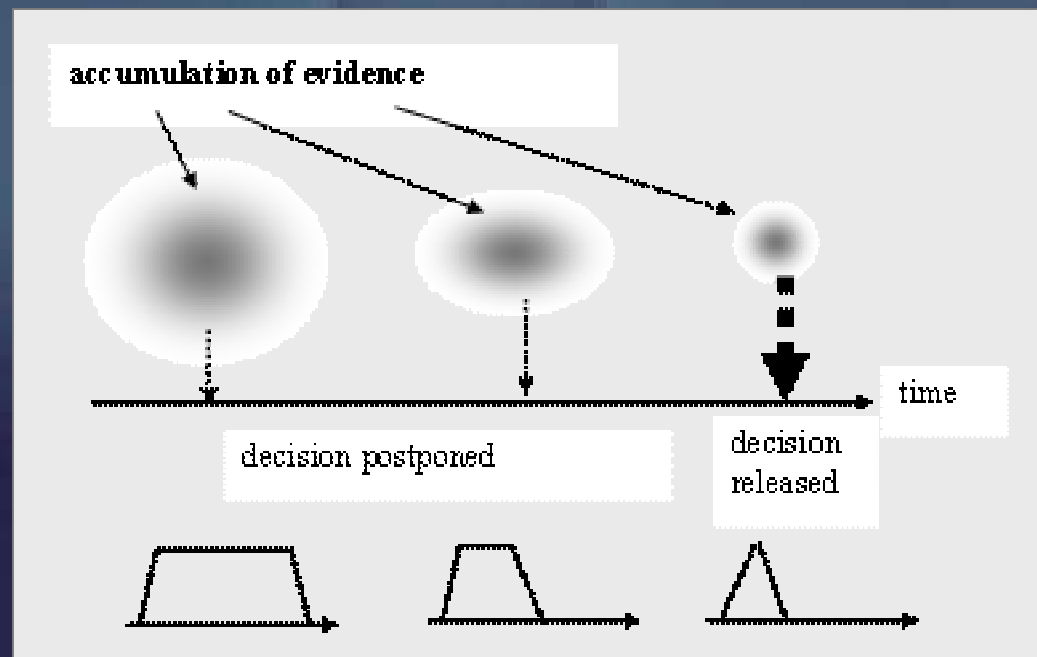 accumulation of evidence
time
decision postponed
decision
released